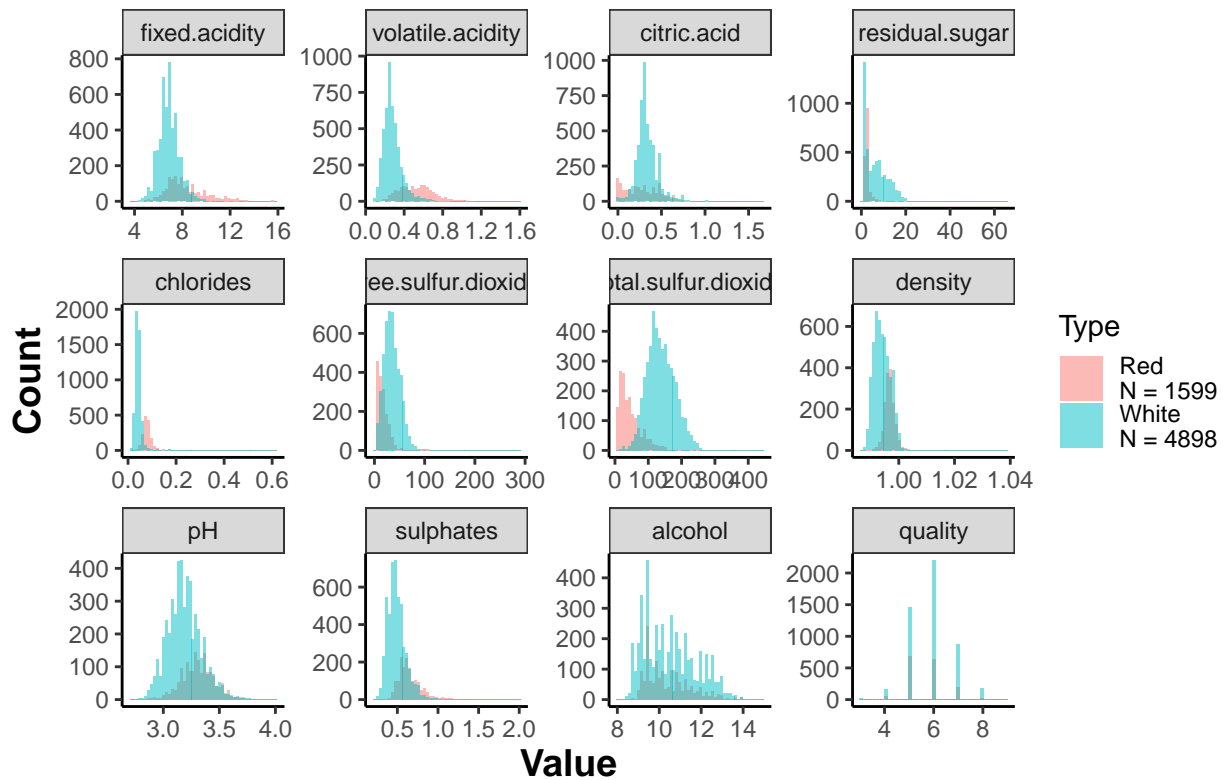 fixed.acidity
volatile.acidity
citric.acid
residual.sugar
800
600
400
200
0
4 8 12 16
1000
750
500
250
0
0.0 0.4 0.8 1.2 1.6
1000
750
500
250
0
0.0 0.5 1.0 1.5
1000
500
0
0 20 40 60
chlorides
ree.sulfur.dioxid
otal.sulfur.dioxid
density
2000
1500
1000
500
0
0.0 0.2 0.4 0.6
600
400
200
0
0 100 200 300
400
300
200
100
0
0 100 200 300 400
600
400
200
0
1.00 1.02 1.04
pH
sulphates
alcohol
quality
400
300
200
100
0
3.0 3.5 4.0
600
400
200
0
0.5 1.0 1.5 2.0
400
300
200
100
0
8 10 12 14
2000
1500
1000
500
0
4 6 8
Count
Value
Type
Red
N = 1599
White
N = 4898